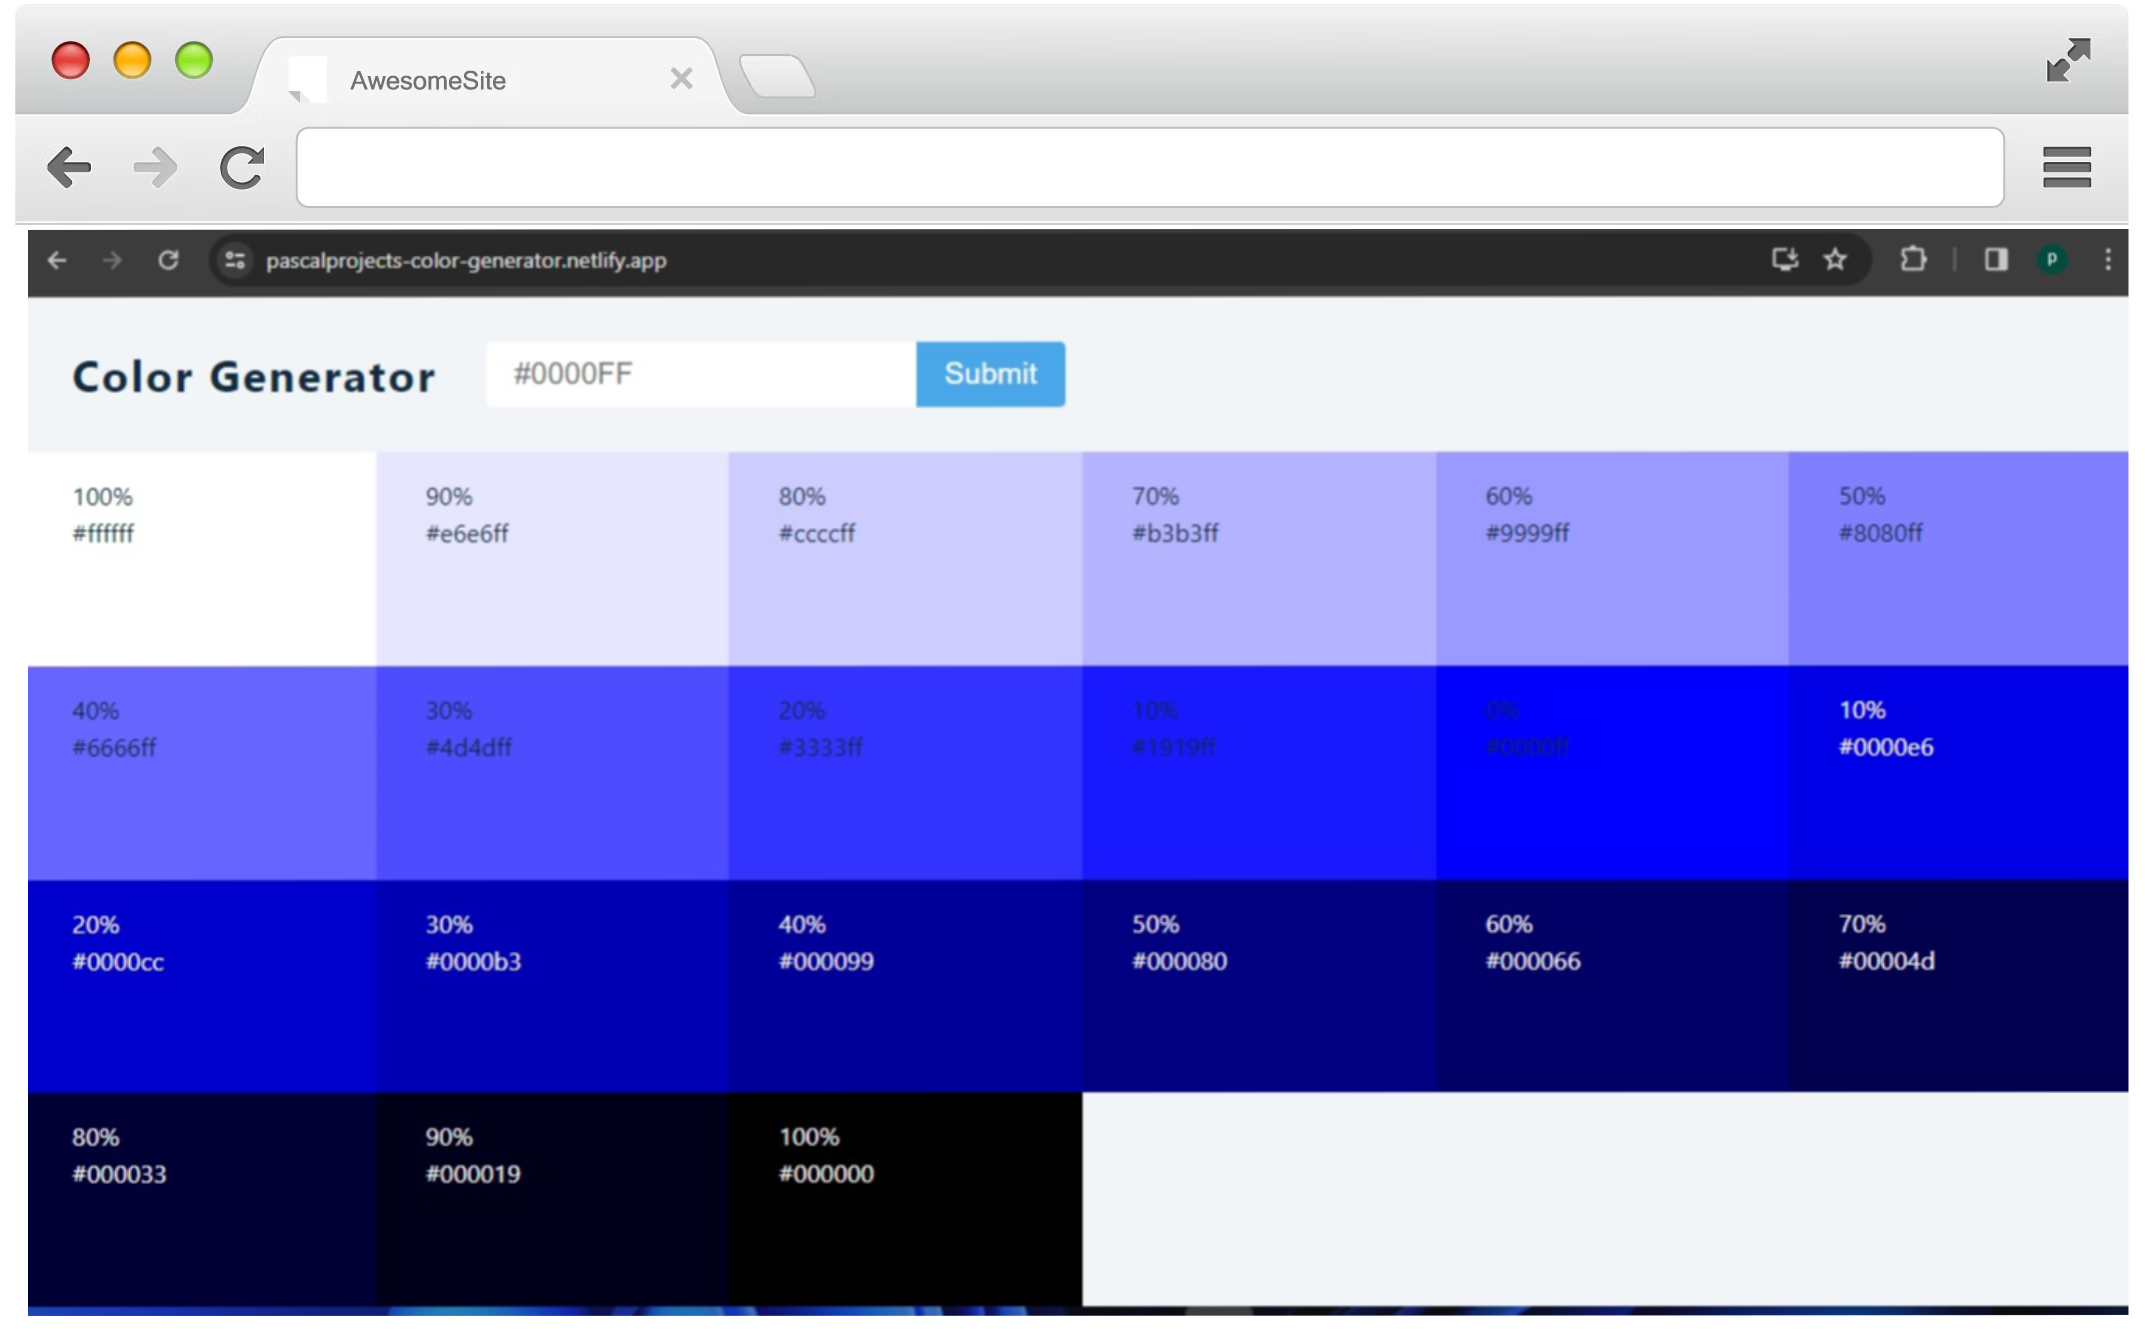 AwesomeSite
pascalprojects-color-generator.netlify.app
P
Color Generator
#0000FF
Submit
100%
#ffffff
90%
#e6e6ff
80%
#ccccff
70%
#b3b3ff
60%
#9999ff
50%
#8080ff
40%
#6666ff
30%
#4d4dff
20%
#3333ff
10%
#1919ff
0%
#0000ff
10%
#0000e6
20%
#0000cc
30%
#0000b3
40%
#000099
50%
#000080
60%
#000066
70%
#00004d
80%
#000033
90%
#000019
100%
#000000